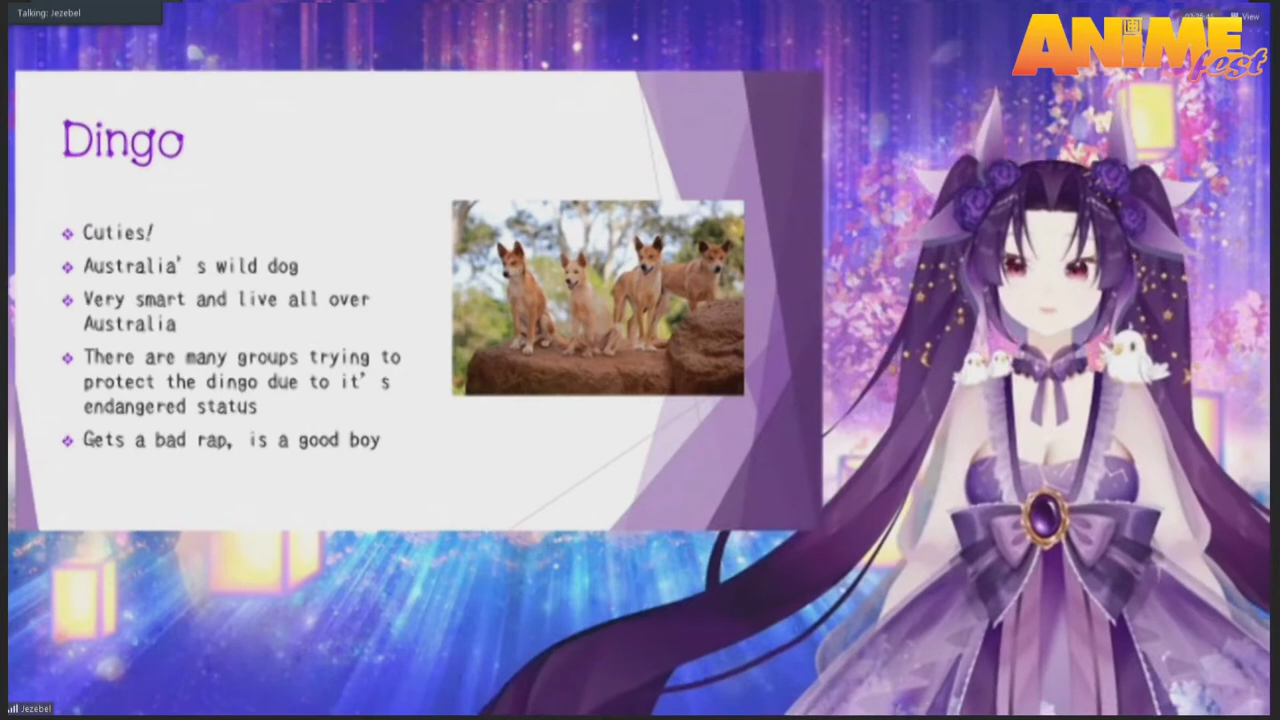 Talking: Jezebel
View
ANiME
fest
Dingo
Cuties!
Australia's wild dog
Very smart and live all over
Australia
There are many groups trying to
protect the dingo due to it's
endangered status
Gets a bad rap, is a good boy
Jezebel